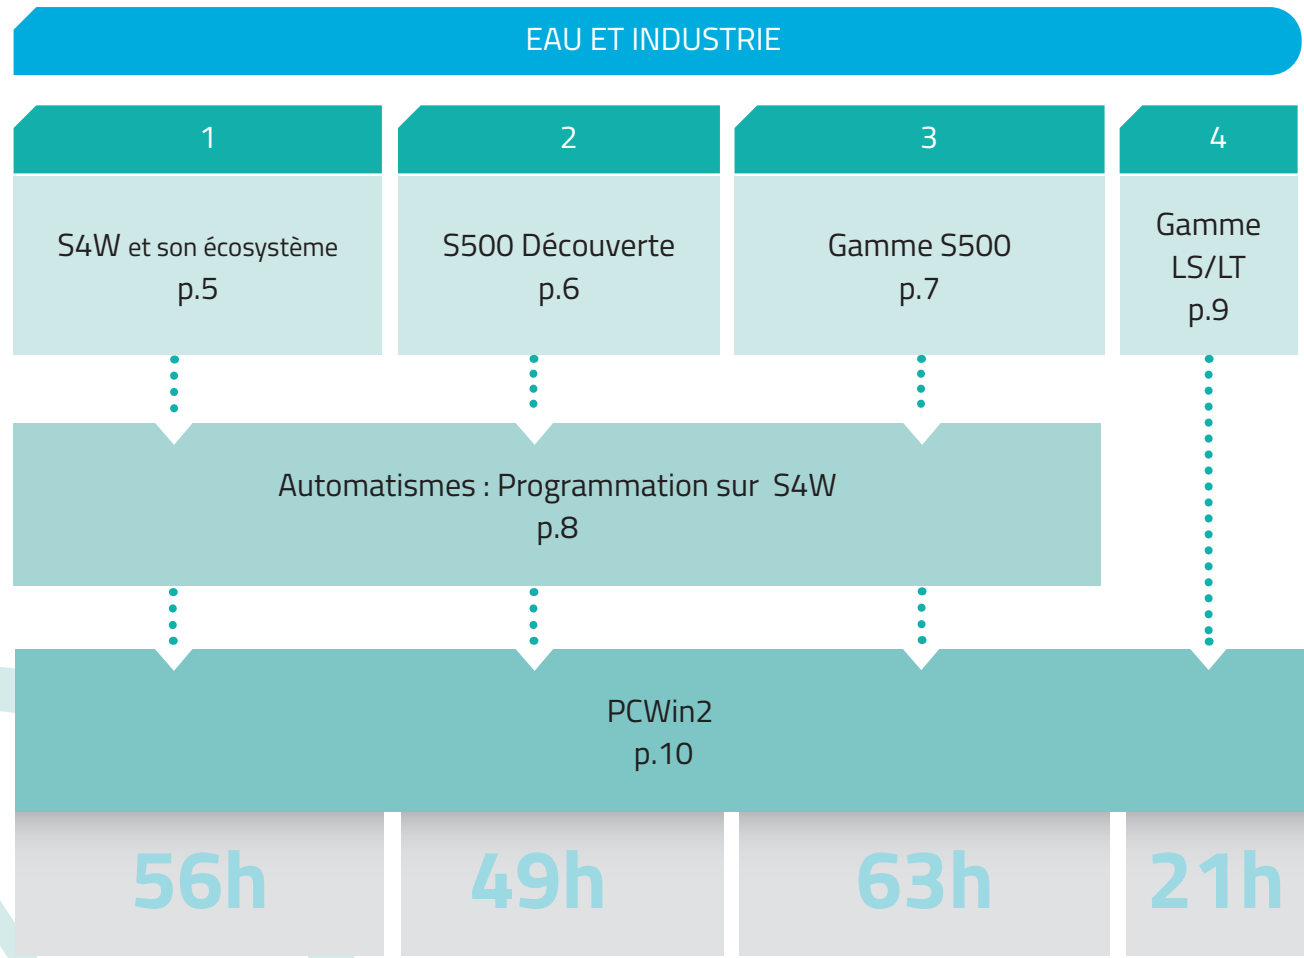 EAU ET INDUSTRIE
1
S4W et son écosystème
p.5
2
S500 Découverte
p.6
3
Gamme S500
p.7
4
Gamme
LS/LT
p.9
Automatismes : Programmation sur S4W
p.8
PCWin2
p.10
56h
49h
63h
21h